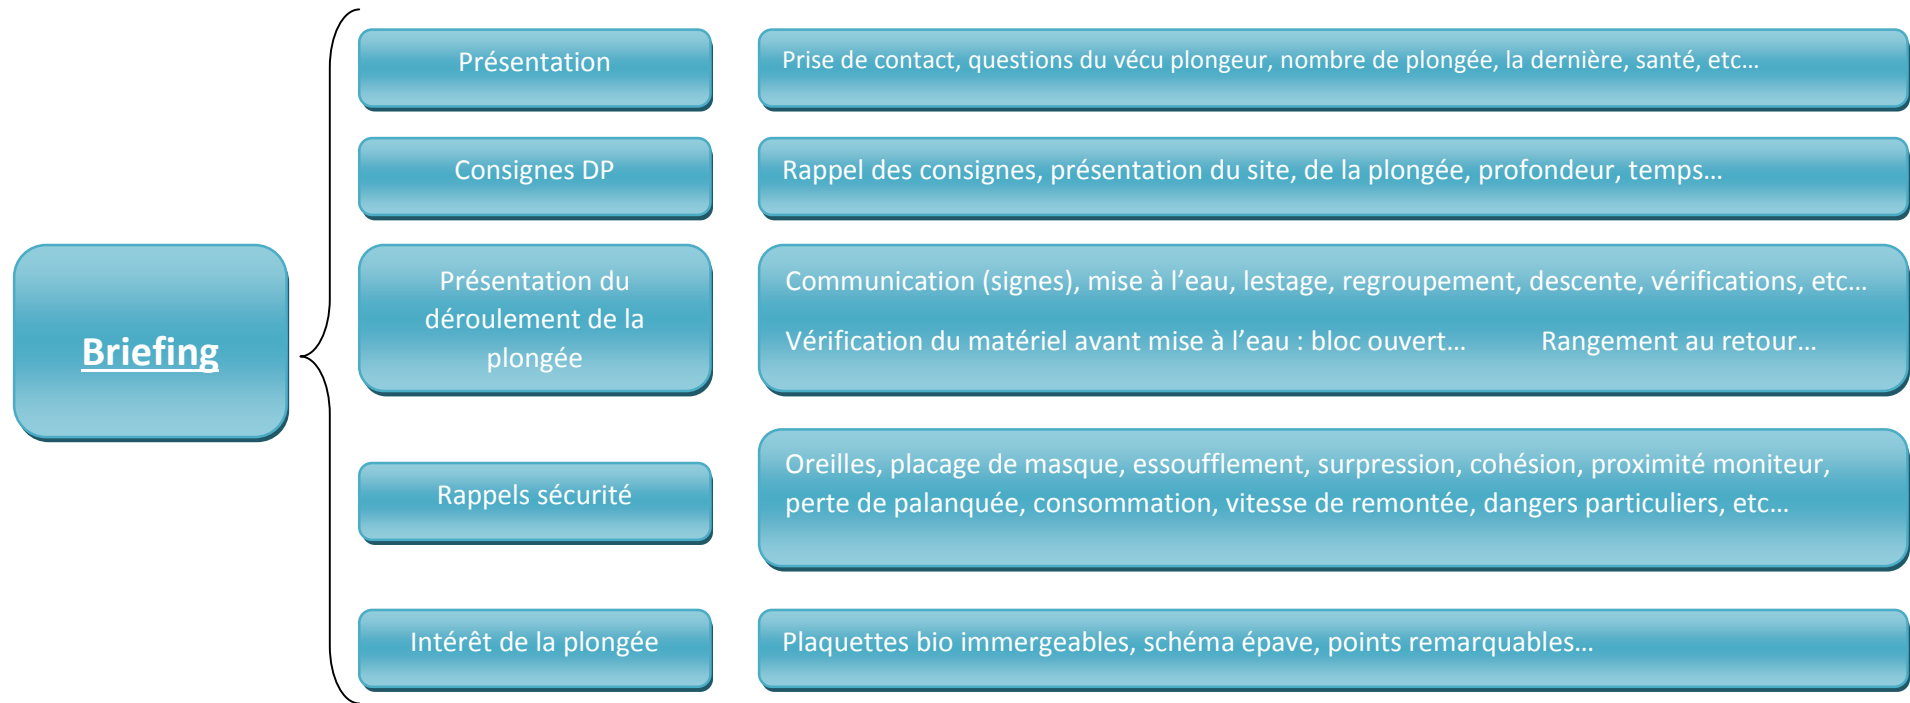 Présentation
Prise de contact, questions du vécu plongeur, nombre de plongée, la dernière, santé, etc…
Consignes DP
Rappel des consignes, présentation du site, de la plongée, profondeur, temps…
Briefing
Présentation du
déroulement de la
plongée
Communication (signes), mise à l’eau, lestage, regroupement, descente, vérifications, etc…
Vérification du matériel avant mise à l’eau : bloc ouvert… Rangement au retour…
Rappels sécurité
Oreilles, placage de masque, essoufflement, surpression, cohésion, proximité moniteur,
perte de palanquée, consommation, vitesse de remontée, dangers particuliers, etc…
Intérêt de la plongée
Plaquettes bio immergeables, schéma épave, points remarquables…